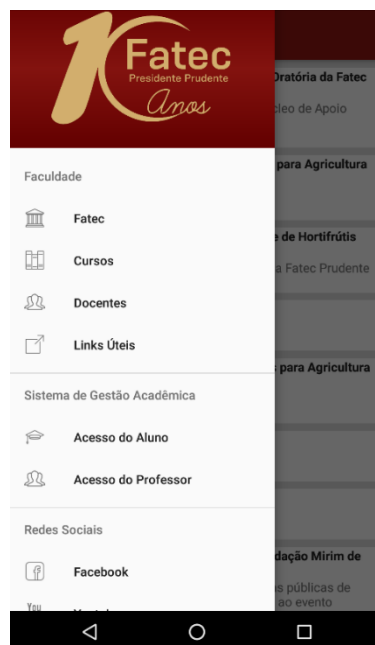 10
Fatec
Presidente Prudente
Anos
Faculdade
Fatec
Cursos
Docentes
Links Úteis
Sistema de Gestão Acadêmica
Acesso do Aluno
Acesso do Professor
Redes Sociais
Facebook
You
Oratória da Fatec
cleo de Apoio
para Agricultura
e de Hortifrútis
a Fatec Prudente
para Agricultura
dação Mirim de
s públicas de
ao evento